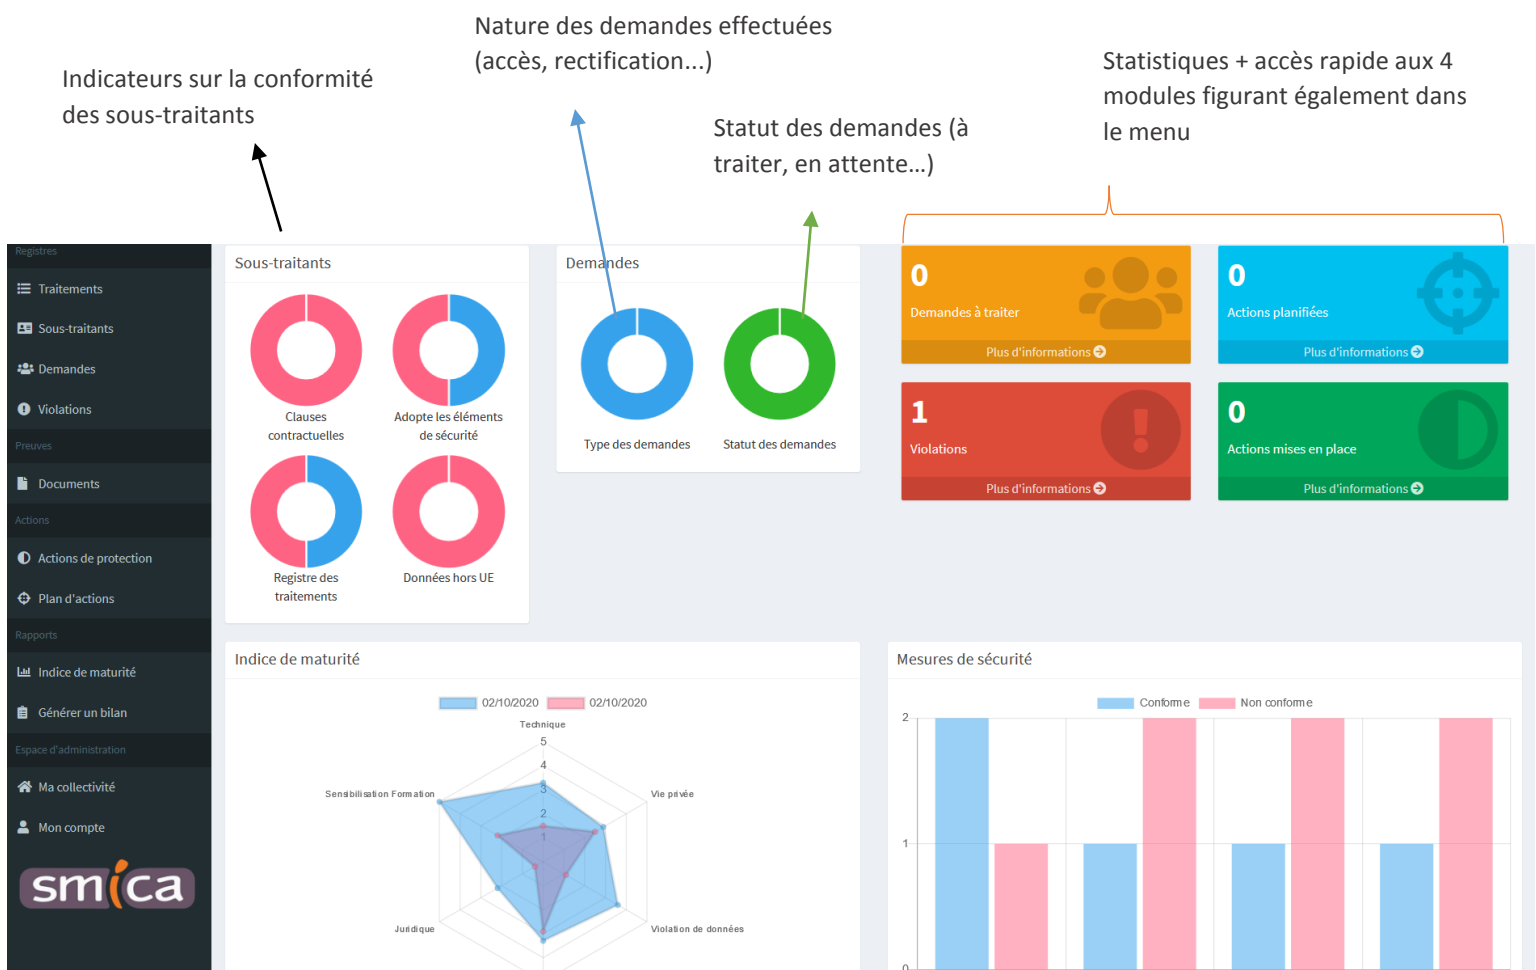 Nature des demandes effectuées
(accès, rectification...)
Indicateurs sur la conformité
des sous-traitants
Statut des demandes (à
traiter, en attente…)
Statistiques + accès rapide aux 4
modules figurant également dans
le menu
Registres
Traitements
Sous-traitants
Demandes
Violations
Preuves
Documents
Actions
Actions de protection
Plan d'actions
Rapports
Indice de maturité
Générer un bilan
Espace d'administration
Ma collectivité
Mon compte
smica
Sous-traitants
Clauses
contractuelles
Adopte les éléments
de sécurité
Registre des
traitements
Données hors UE
Demandes
Type des demandes
Statut des demandes
0
Demandes à traiter
Plus d'informations
0
Actions planifiées
Plus d'informations
1
Violations
Plus d'informations
0
Actions mises en place
Plus d'informations
Indice de maturité
02/10/2020 02/10/2020
Technique
5
4
3
2
1
Sensibilisation Formation
Vie privée
Juridique
Violation de données
Mesures de sécurité
Conforme Non conforme
2
1
0